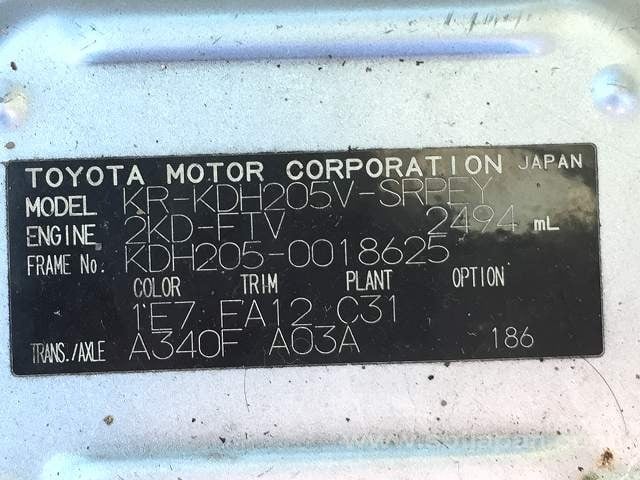 TOYOTA MOTOR CORPORATION JAPAN
MODEL KR-KDH205V-SRPEY
ENGINE 2KD-FTV 2494 mL
FRAME No. KDH205-0018625
COLOR TRIM PLANT OPTION
1E7 FA12 C31
TRANS./AXLE A340F A03A 186